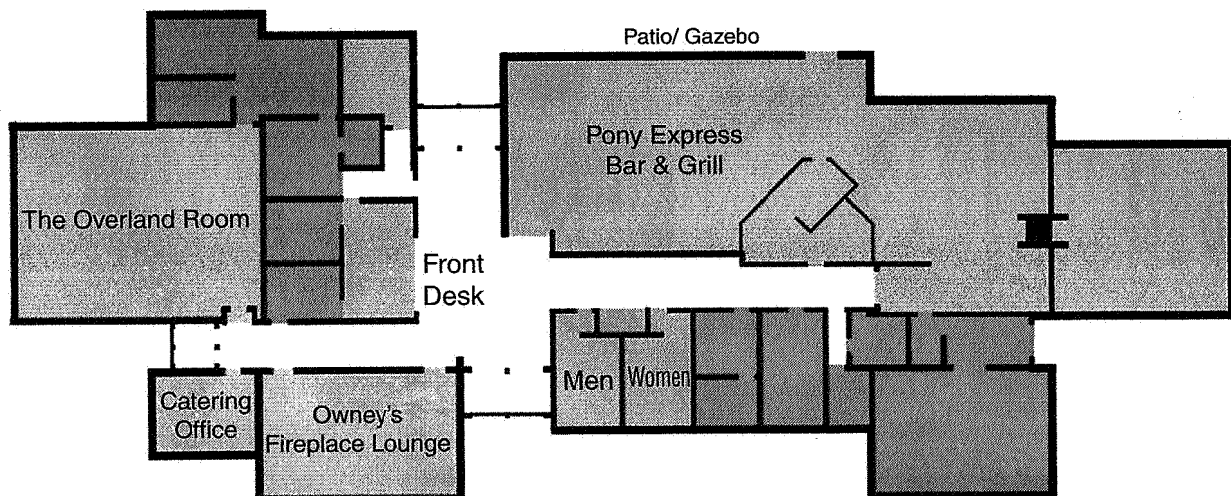 Patio/ Gazebo
Pony Express
Bar & Grill
The Overland Room
Front
Desk
Men
Women
Catering
Office
Owney's
Fireplace Lounge